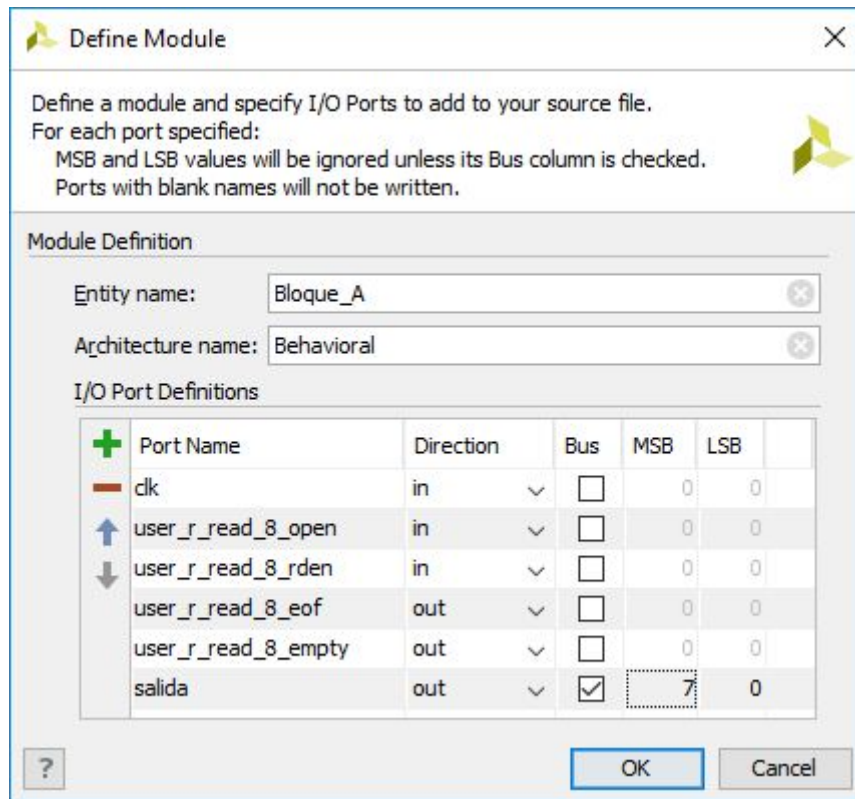 Define Module
Define a module and specify I/O Ports to add to your source file.
For each port specified:
MSB and LSB values will be ignored unless its Bus column is checked.
Ports with blank names will not be written.
Module Definition
Entity name: Bloque_A
Architecture name: Behavioral
I/O Port Definitions
Port Name Direction Bus MSB LSB
clk in 0 0
user_r_read_8_open in 0 0
user_r_read_8_rden in 0 0
user_r_read_8_eof out 0 0
user_r_read_8_empty out 0 0
salida out 7 0
? OK Cancel